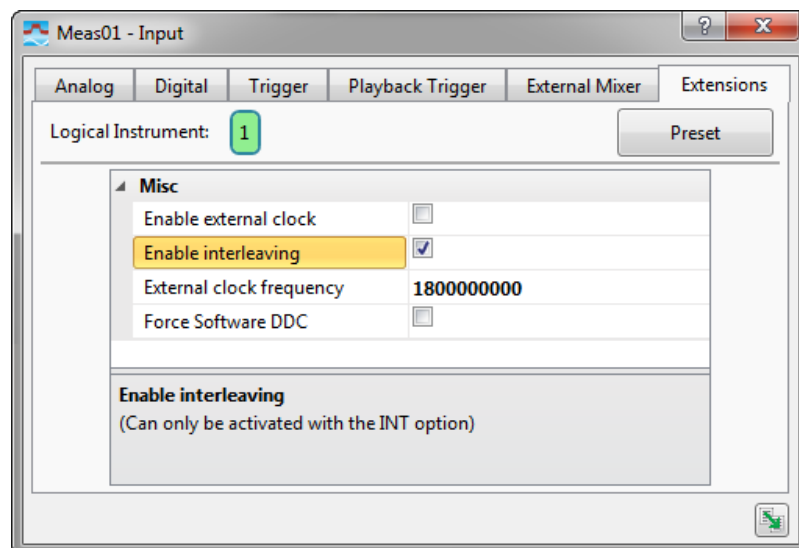 Meas01 - Input
Analog Digital Trigger Playback Trigger External Mixer Extensions
Logical Instrument: 1 Preset
Misc
Enable external clock
Enable interleaving
External clock frequency 1800000000
Force Software DDC
Enable interleaving
(Can only be activated with the INT option)